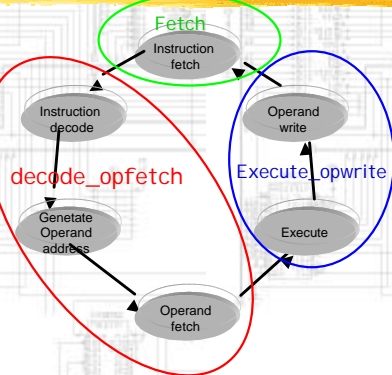 Fetch
Instruction
fetch
Instruction
decode
Operand
write
decode_opfetch
Execute_opwrite
Genetate
Operand
address
Execute
Operand
fetch